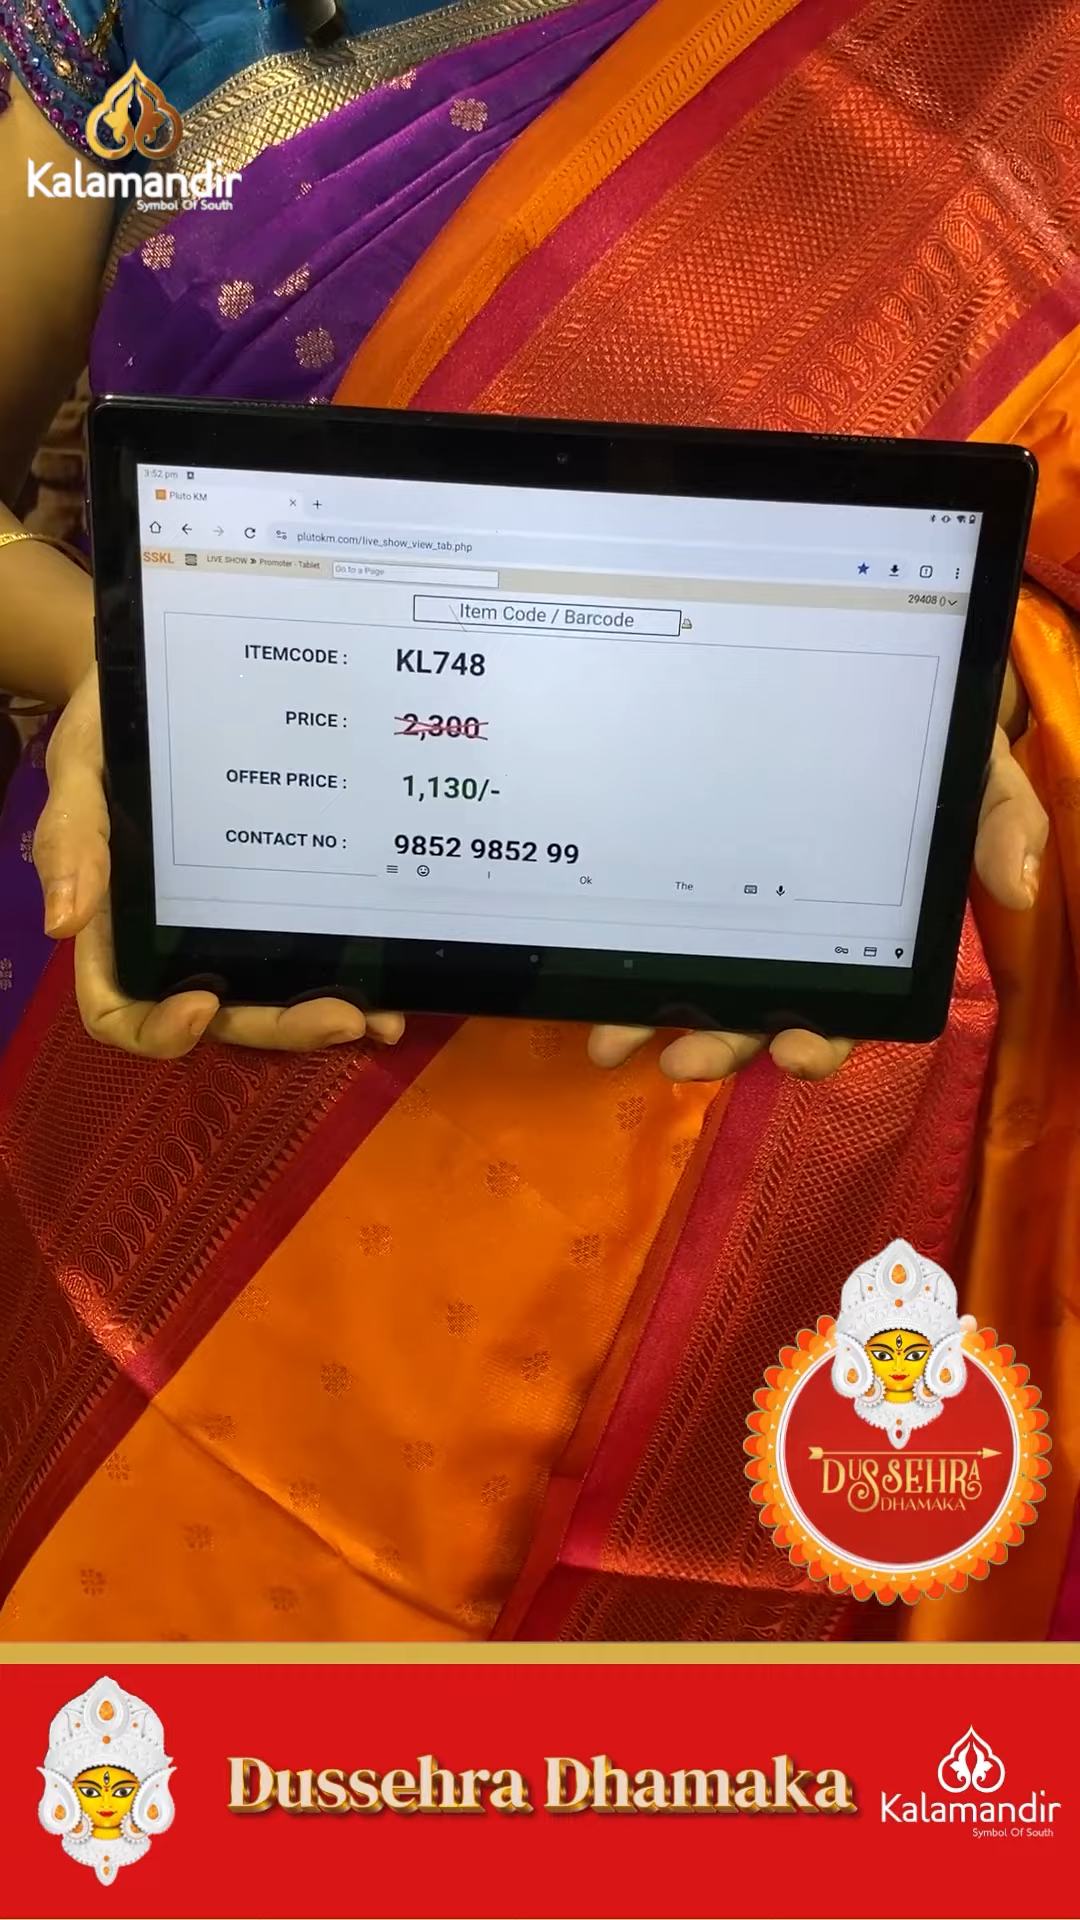 Kalamandir
Symbol Of South
3:52 pm
Pluto KM
plutokm.com/live_show_view_tab.php
SSKL
LIVE SHOW » Promoter - Tablet
Go to a Page
29408 ()
Item Code / Barcode
ITEMCODE : KL748
PRICE : 2,300
OFFER PRICE : 1,130/-
CONTACT NO : 9852 9852 99
I Ok The
DUSSEHRA
DHAMAKA
Dussehra Dhamaka
Kalamandir
Symbol Of South